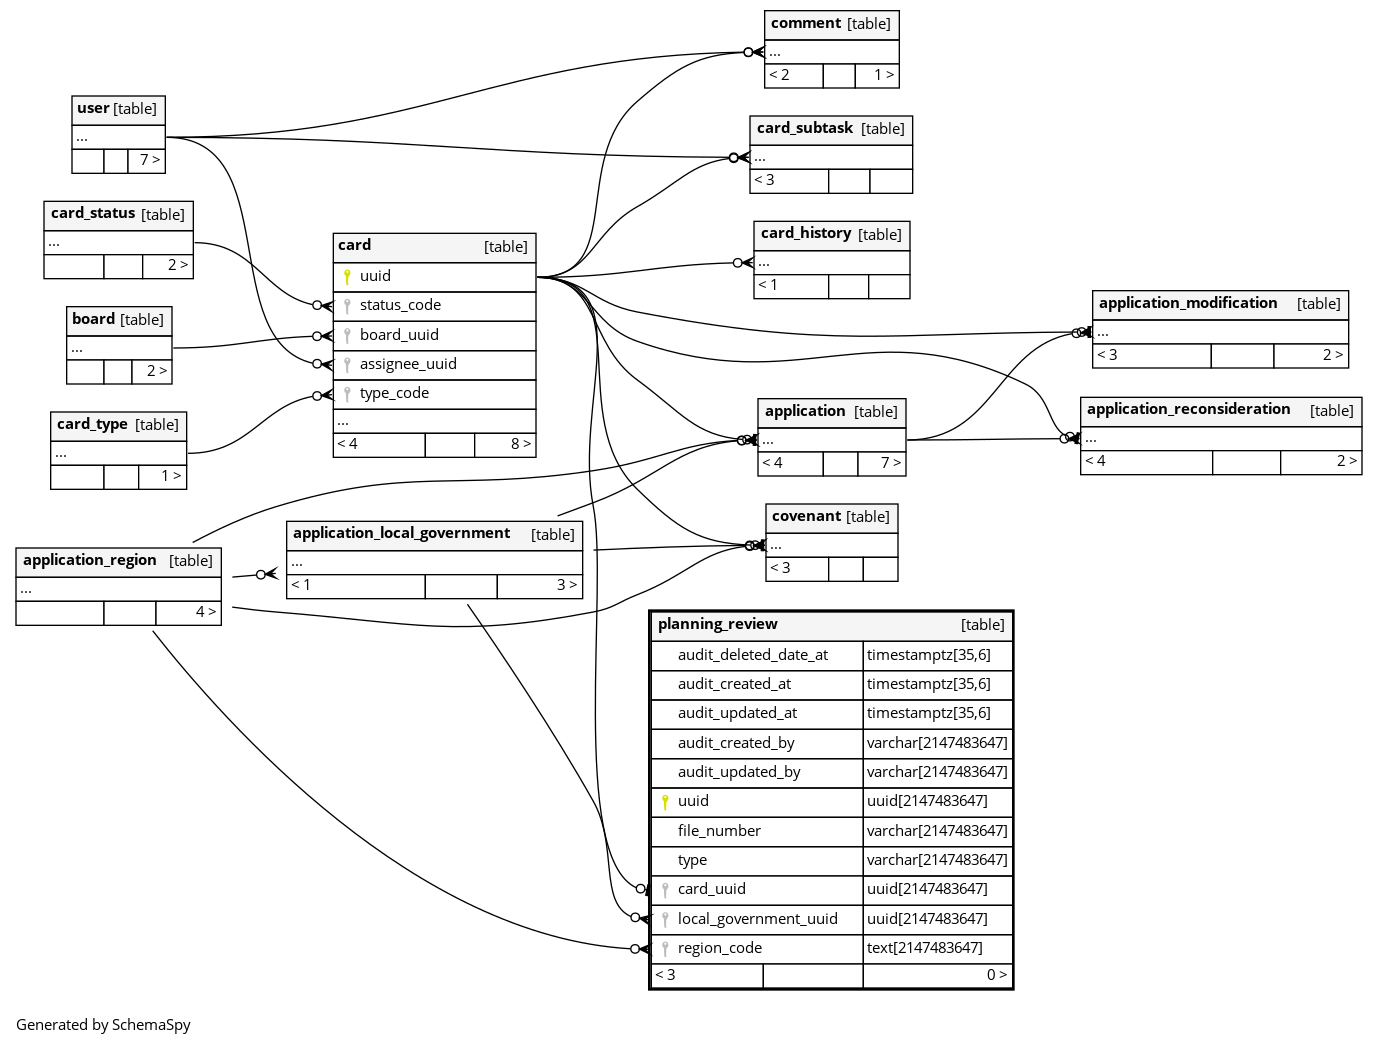 comment [table]
...
< 2 1 >
user [table]
...
7 >
card_subtask [table]
...
< 3
card_status [table]
...
2 >
card_history [table]
...
< 1
card [table]
uuid
status_code
board_uuid
assignee_uuid
type_code
...
< 4 8 >
board [table]
...
2 >
card_type [table]
...
1 >
application_modification [table]
...
< 3 2 >
application [table]
...
< 4 7 >
application_reconsideration [table]
...
< 4 2 >
covenant [table]
...
< 3
application_local_government [table]
...
< 1 3 >
application_region [table]
...
4 >
planning_review [table]
audit_deleted_date_at timestamptz[35,6]
audit_created_at timestamptz[35,6]
audit_updated_at timestamptz[35,6]
audit_created_by varchar[2147483647]
audit_updated_by varchar[2147483647]
uuid uuid[2147483647]
file_number varchar[2147483647]
type varchar[2147483647]
card_uuid uuid[2147483647]
local_government_uuid uuid[2147483647]
region_code text[2147483647]
< 3 0 >
Generated by SchemaSpy